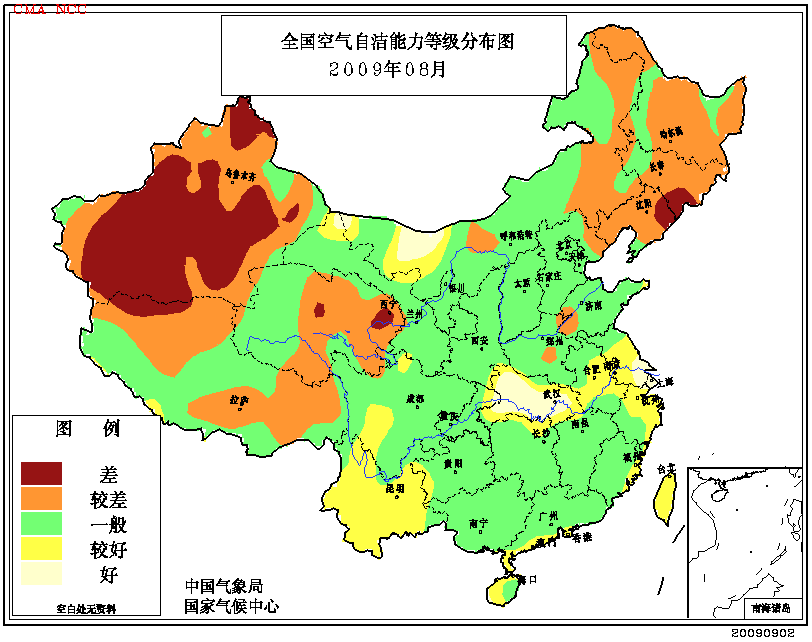 CMA NCC
全国空气自洁能力等级分布图
2009年08月
哈尔滨
长春
沈阳
乌鲁木齐
呼和浩特
北京
天津
银川
太原
石家庄
济南
西宁
兰州
西安
郑州
合肥
南京
上海
拉萨
成都
武汉
杭州
重庆
长沙
南昌
贵阳
福州
台北
昆明
南宁
广州
澳门
香港
海口
图 例
差
较差
一般
较好
好
空白处无资料
中国气象局
国家气候中心
南海诸岛
20090902